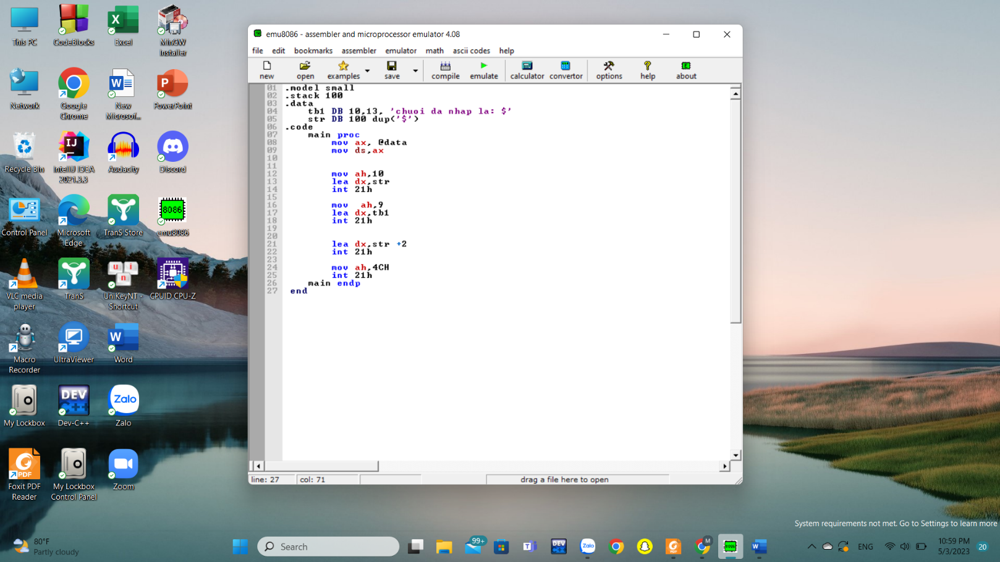 This PC
CodeBlocks
Excel
MinGW
Installer
Network
Google
Chrome
New
Microsof...
PowerPoint
Recycle Bin
IntelliJ IDEA
2021.3.3
Audacity
Discord
Control Panel
Microsoft
Edge
TranS Store
8086
emu8086
VLC media
player
TranS
u i
n
UniKeyNT -
Shortcut
CPUID CPU-Z
Macro
Recorder
UltraViewer
Word
My Lockbox
DEV
C++
Dev-C++
Zalo
Zalo
PDF
Foxit PDF
Reader
My Lockbox
Control Panel
Zoom
emu8086 - assembler and microprocessor emulator 4.08
file edit bookmarks assembler emulator math ascii codes help
new open examples save compile emulate calculator convertor options help about
01 .model small
02 .stack 100
03 .data
04 tb1 DB 10,13, 'chuoi da nhap la: $'
05 str DB 100 dup('$')
06 .code
07 main proc
08 mov ax, @data
09 mov ds,ax
10
11
12 mov ah,10
13 lea dx,str
14 int 21h
15
16 mov ah,9
17 lea dx,tb1
18 int 21h
19
20
21 lea dx,str +2
22 int 21h
23
24 mov ah,4CH
25 int 21h
26 main endp
27 end
line: 27 col: 71 drag a file here to open
System requirements not met. Go to Settings to learn more
80°F
Partly cloudy
Search
99+
DEV
Zalo
M
8086
ENG
10:59 PM
5/3/2023
20